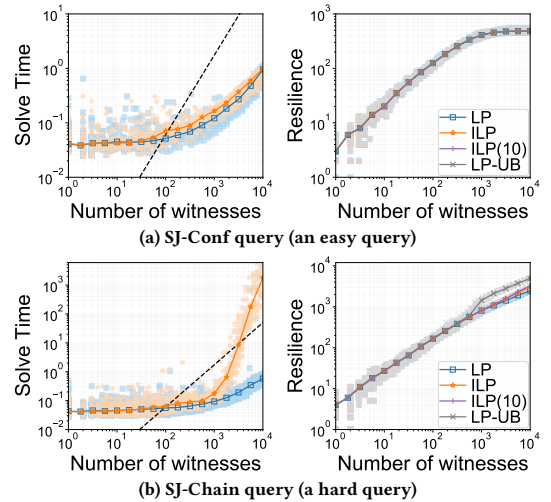 10¹
10⁰
10⁻¹
10⁻²
Solve Time
10⁰ 10¹ 10² 10³ 10⁴
Number of witnesses
10³
10²
10¹
10⁰
Resilience
LP
ILP
ILP(10)
LP-UB
10⁰ 10¹ 10² 10³ 10⁴
Number of witnesses
(a) SJ-Conf query (an easy query)
10³
10²
10¹
10⁰
10⁻¹
10⁻²
Solve Time
10⁰ 10¹ 10² 10³ 10⁴
Number of witnesses
10⁴
10³
10²
10¹
10⁰
Resilience
LP
ILP
ILP(10)
LP-UB
10⁰ 10¹ 10² 10³ 10⁴
Number of witnesses
(b) SJ-Chain query (a hard query)